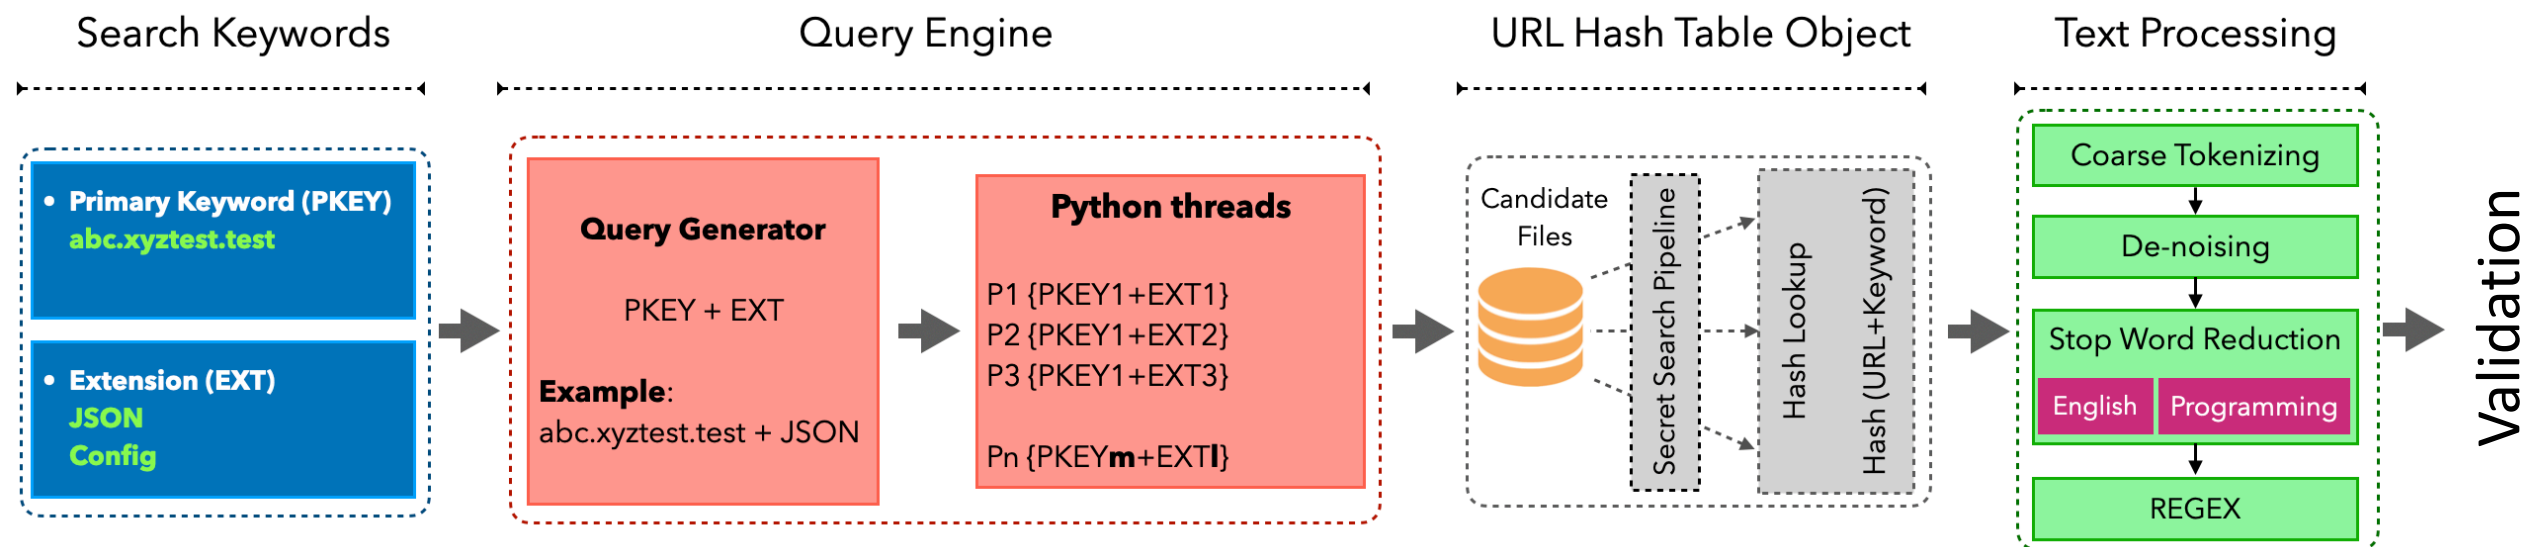 Search Keywords
Query Engine
URL Hash Table Object
Text Processing
• Primary Keyword (PKEY)
abc.xyztest.test
• Extension (EXT)
JSON
Config
Query Generator
PKEY + EXT
Example:
abc.xyztest.test + JSON
Python threads
P1 {PKEY1+EXT1}
P2 {PKEY1+EXT2}
P3 {PKEY1+EXT3}
Pn {PKEYm+EXTl}
Candidate
Files
Secret Search Pipeline
Hash Lookup
Hash (URL+Keyword)
Coarse Tokenizing
De-noising
Stop Word Reduction
English
Programming
REGEX
Validation